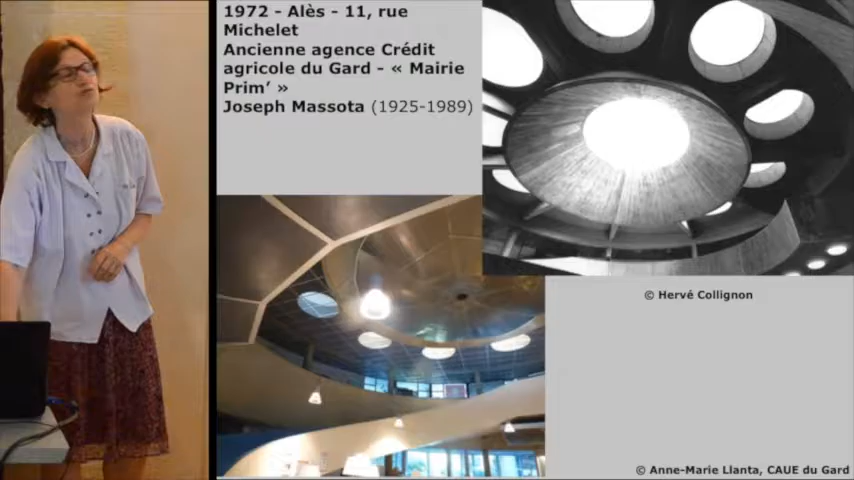 1972 - Alès - 11, rue
Michelet
Ancienne agence Crédit
agricole du Gard - « Mairie
Prim’ »
Joseph Massota (1925-1989)
© Hervé Collignon
© Anne-Marie Llanta, CAUE du Gard